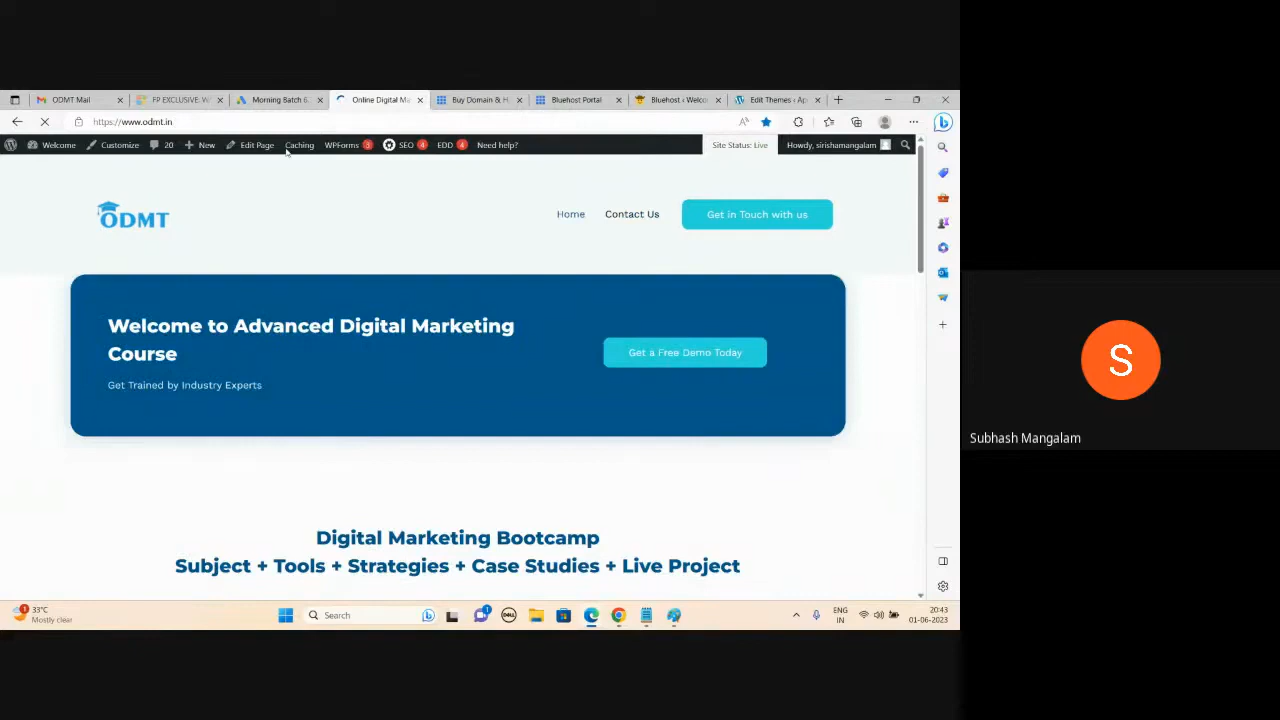 ODMT Mail
FP EXCLUSIVE: W
Morning Batch 6
Online Digital Ma
Buy Domain & H
Bluehost Portal
Bluehost ‹ Welco
Edit Themes ‹ Ap
https://www.odmt.in
Welcome
Customize
20
New
Edit Page
Caching
WPForms 3
SEO 4
EDD 4
Need help?
Site Status: Live
Howdy, sirishamangalam
ODMT
Home
Contact Us
Get in Touch with us
Welcome to Advanced Digital Marketing
Course
Get Trained by Industry Experts
Get a Free Demo Today
Digital Marketing Bootcamp
Subject + Tools + Strategies + Case Studies + Live Project
S
Subhash Mangalam
1
33°C
Mostly clear
Search
1
DELL
ENG
IN
20:43
01-06-2023